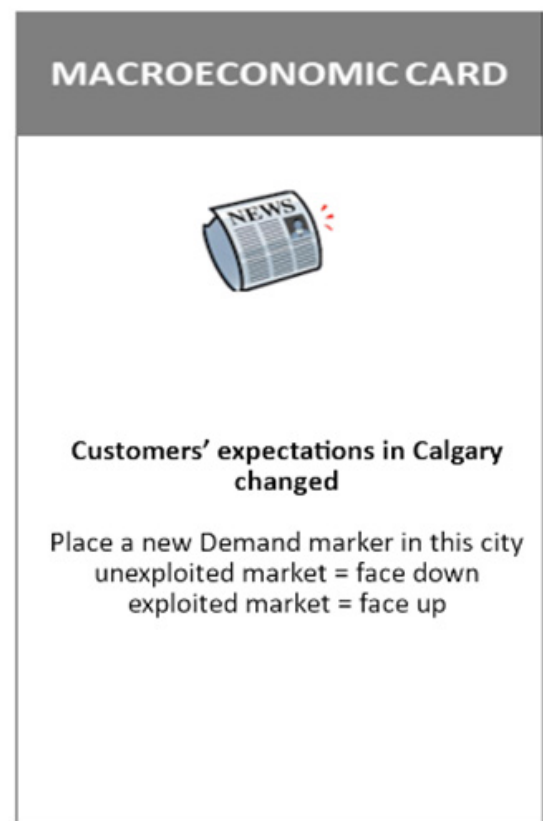 MACROECONOMIC CARD
NEWS
Customers’ expectations in Calgary
changed
Place a new Demand marker in this city
unexploited market = face down
exploited market = face up